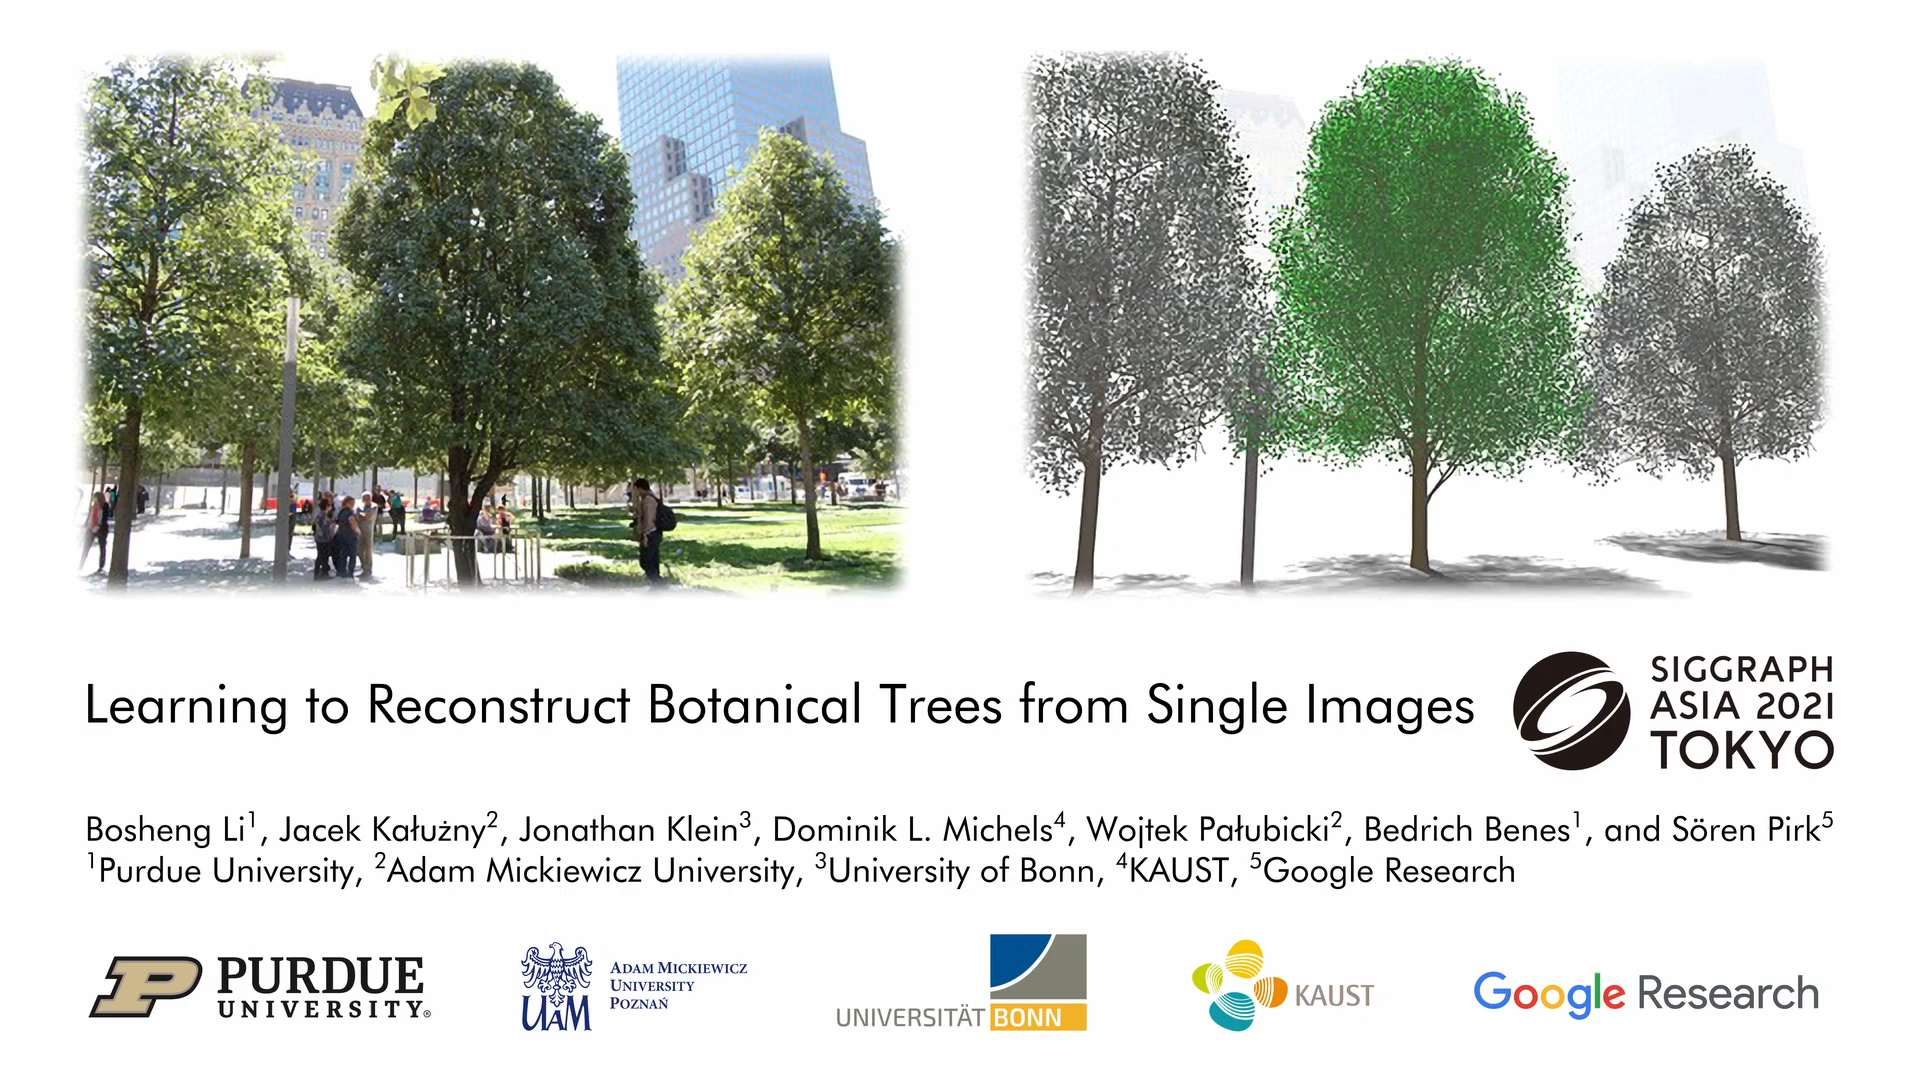 Learning to Reconstruct Botanical Trees from Single Images
SIGGRAPH
ASIA 2021
TOKYO
Bosheng Li¹, Jacek Kałużny², Jonathan Klein³, Dominik L. Michels⁴, Wojtek Pałubicki², Bedrich Benes¹, and Sören Pirk⁵
¹Purdue University, ²Adam Mickiewicz University, ³University of Bonn, ⁴KAUST, ⁵Google Research
P PURDUE
UNIVERSITY®
UAM
ADAM MICKIEWICZ
UNIVERSITY
POZNAŃ
UNIVERSITÄT BONN
KAUST
Google Research